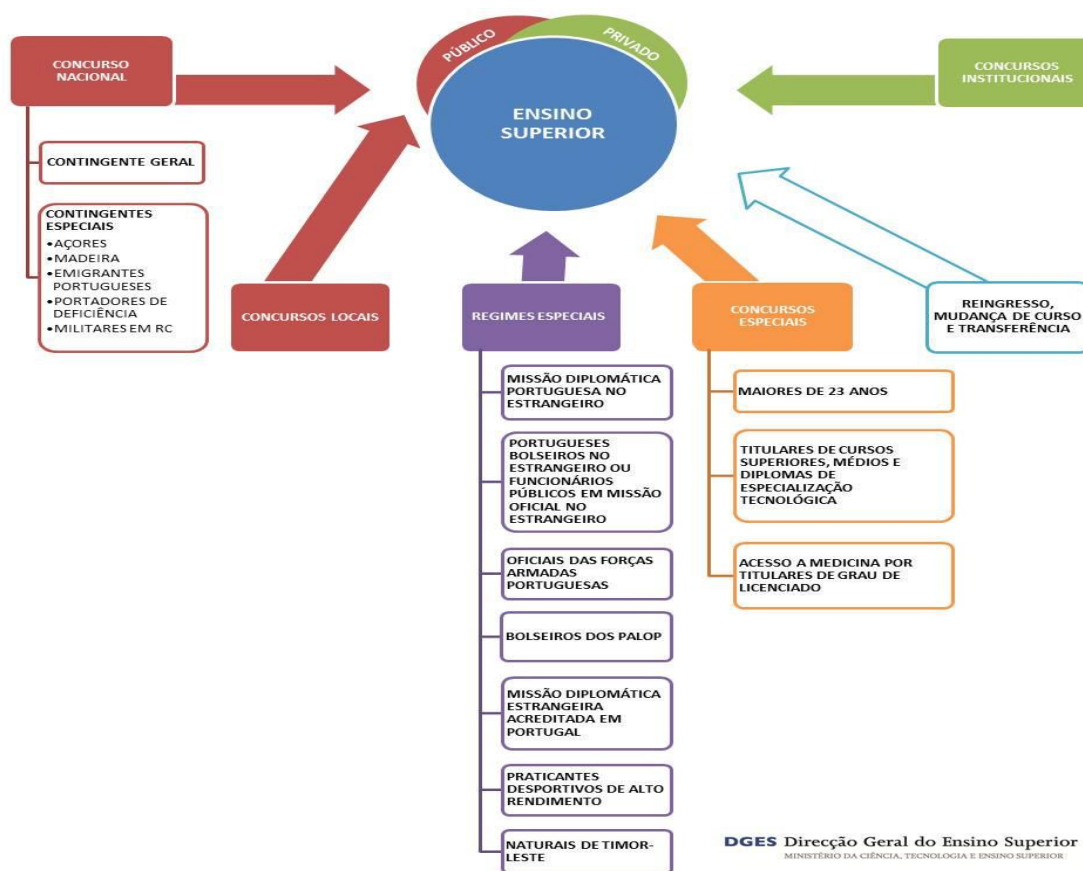 PÚBLICO
PRIVADO
ENSINO
SUPERIOR
CONCURSO
NACIONAL
CONCURSOS
INSTITUCIONAIS
CONTINGENTE GERAL
CONTINGENTES
ESPECIAIS
•AÇORES
•MADEIRA
•EMIGRANTES
PORTUGUESES
•PORTADORES DE
DEFICIÊNCIA
•MILITARES EM RC
CONCURSOS LOCAIS
REGIMES ESPECIAIS
CONCURSOS
ESPECIAIS
REINGRESSO,
MUDANÇA DE CURSO
E TRANSFERÊNCIA
MISSÃO DIPLOMÁTICA
PORTUGUESA NO
ESTRANGEIRO
PORTUGUESES
BOLSEIROS NO
ESTRANGEIRO OU
FUNCIONÁRIOS
PÚBLICOS EM MISSÃO
OFICIAL NO
ESTRANGEIRO
OFICIAIS DAS FORÇAS
ARMADAS
PORTUGUESAS
BOLSEIROS DOS PALOP
MISSÃO DIPLOMÁTICA
ESTRANGEIRA
ACREDITADA EM
PORTUGAL
PRATICANTES
DESPORTIVOS DE ALTO
RENDIMENTO
NATURAIS DE TIMOR-
LESTE
MAIORES DE 23 ANOS
TITULARES DE CURSOS
SUPERIORES, MÉDIOS E
DIPLOMAS DE
ESPECIALIZAÇÃO
TECNOLÓGICA
ACESSO A MEDICINA POR
TITULARES DE GRAU DE
LICENCIADO
DGES Direcção Geral do Ensino Superior
MINISTÉRIO DA CIÊNCIA, TECNOLOGIA E ENSINO SUPERIOR